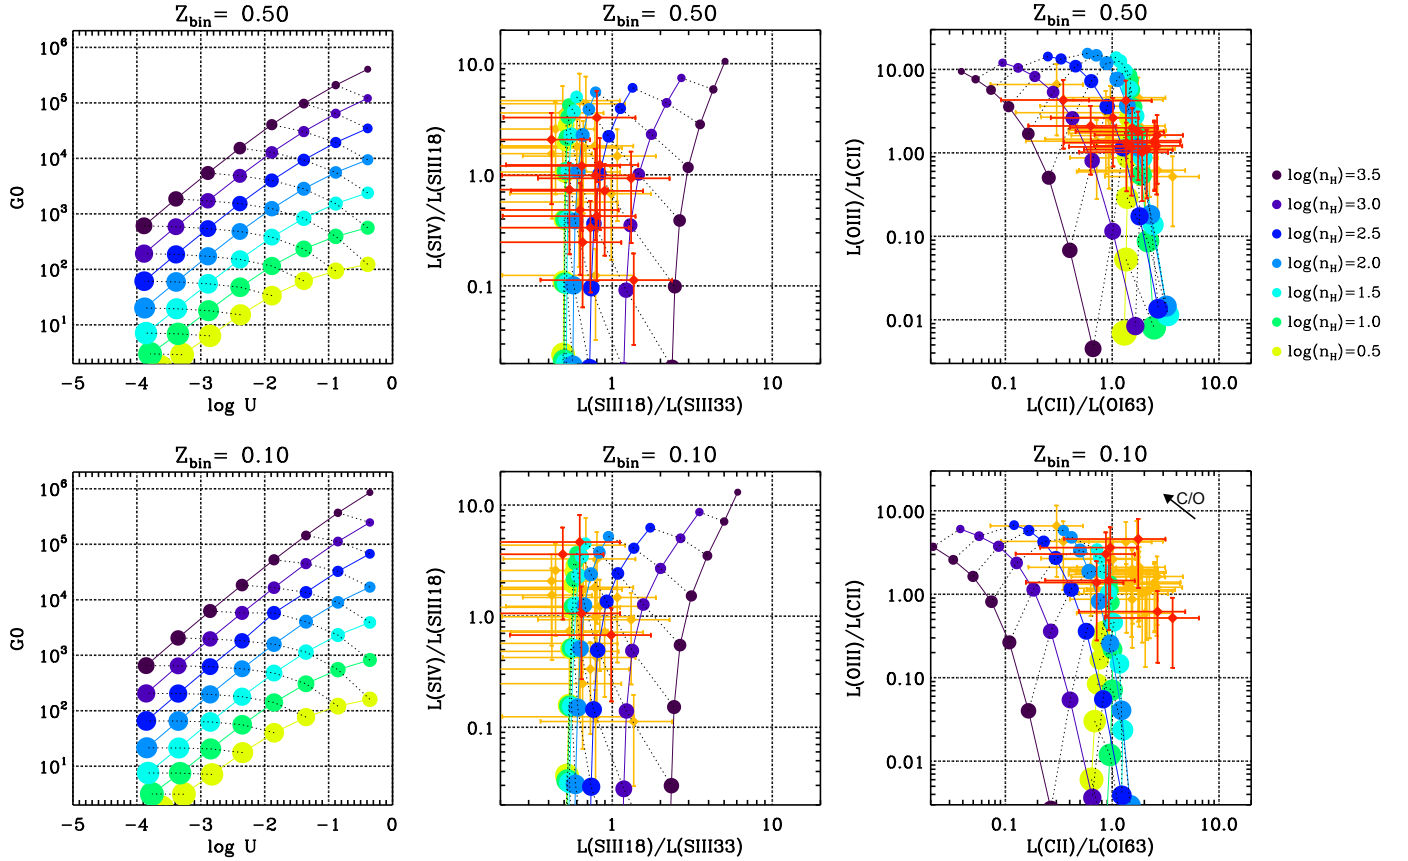 Z_bin= 0.50
10^6
10^5
10^4
10^3
10^2
10^1
G0
−5 −4 −3 −2 −1 0
log U
Z_bin= 0.50
10.0
1.0
0.1
L(SIV)/L(SIII18)
1 10
L(SIII18)/L(SIII33)
Z_bin= 0.50
10.00
1.00
0.10
0.01
L(OIII)/L(CII)
0.1 1.0 10.0
L(CII)/L(OI63)
log(n_H)=3.5
log(n_H)=3.0
log(n_H)=2.5
log(n_H)=2.0
log(n_H)=1.5
log(n_H)=1.0
log(n_H)=0.5
Z_bin= 0.10
10^6
10^5
10^4
10^3
10^2
10^1
G0
−5 −4 −3 −2 −1 0
log U
Z_bin= 0.10
10.0
1.0
0.1
L(SIV)/L(SIII18)
1 10
L(SIII18)/L(SIII33)
Z_bin= 0.10
C/O
10.00
1.00
0.10
0.01
L(OIII)/L(CII)
0.1 1.0 10.0
L(CII)/L(OI63)